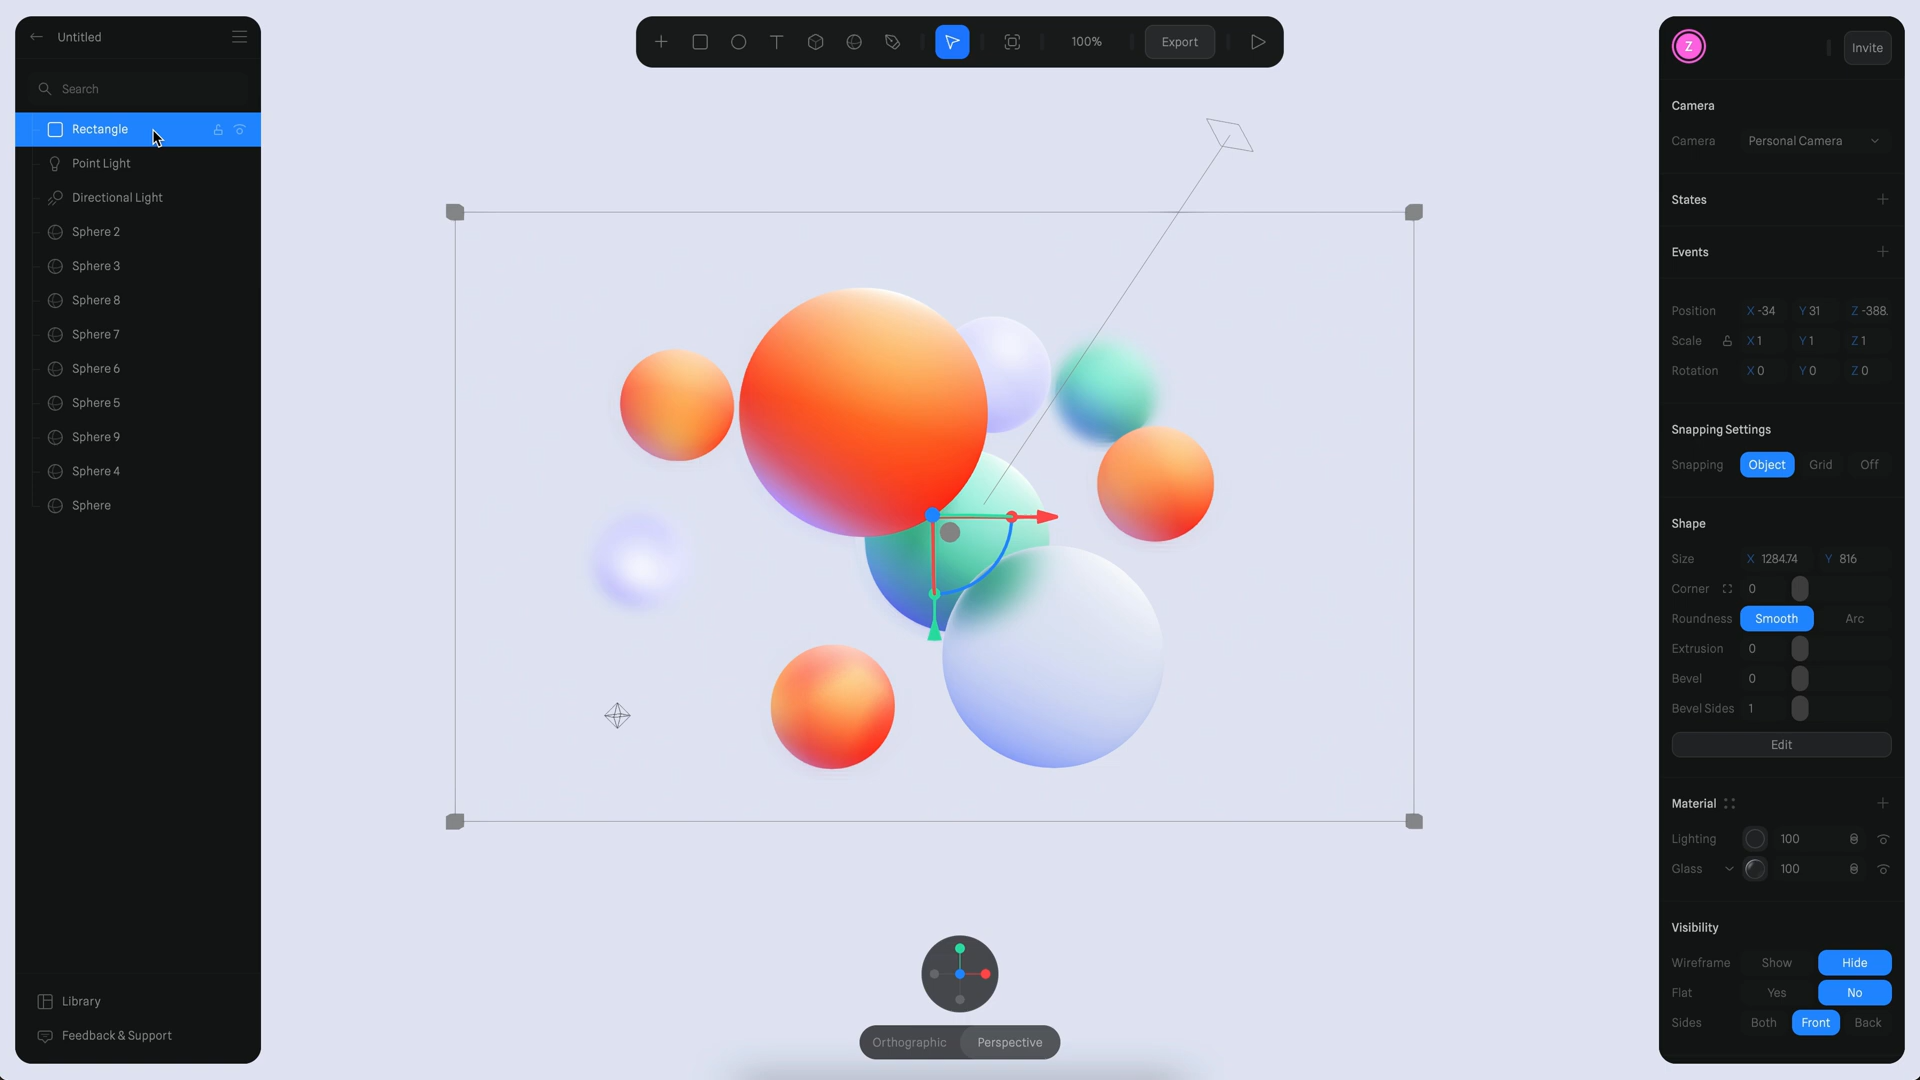 Untitled
Search
Rectangle
Point Light
Directional Light
Sphere 2
Sphere 3
Sphere 8
Sphere 7
Sphere 6
Sphere 5
Sphere 9
Sphere 4
Sphere
Library
Feedback & Support
100%
Export
Orthographic
Perspective
Z
Invite
Camera
Camera Personal Camera
States
Events
Position X -34 Y 31 Z -388.
Scale X 1 Y 1 Z 1
Rotation X 0 Y 0 Z 0
Snapping Settings
Snapping Object Grid Off
Shape
Size X 1284.74 Y 816
Corner 0
Roundness Smooth Arc
Extrusion 0
Bevel 0
Bevel Sides 1
Edit
Material
Lighting 100
Glass 100
Visibility
Wireframe Show Hide
Flat Yes No
Sides Both Front Back